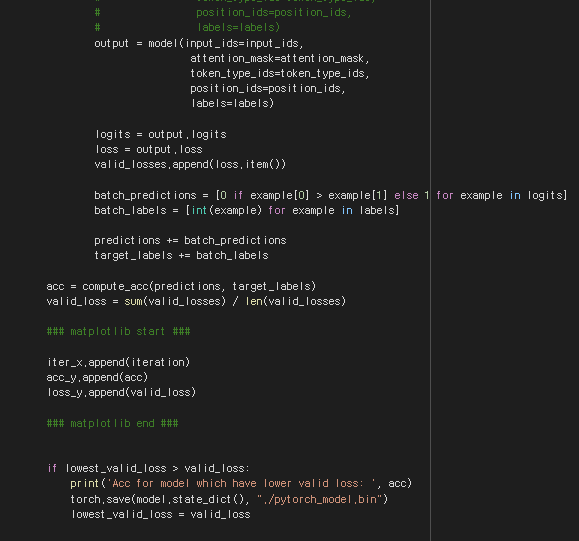 #                position_ids=position_ids,
#                labels=labels)
output = model(input_ids=input_ids,
               attention_mask=attention_mask,
               token_type_ids=token_type_ids,
               position_ids=position_ids,
               labels=labels)
logits = output.logits
loss = output.loss
valid_losses.append(loss.item())
batch_predictions = [0 if example[0] > example[1] else 1 for example in logits]
batch_labels = [int(example) for example in labels]
predictions += batch_predictions
target_labels += batch_labels
acc = compute_acc(predictions, target_labels)
valid_loss = sum(valid_losses) / len(valid_losses)
### matplotlib start ###
iter_x.append(iteration)
acc_y.append(acc)
loss_y.append(valid_loss)
### matplotlib end ###
if lowest_valid_loss > valid_loss:
    print('Acc for model which have lower valid loss: ', acc)
    torch.save(model.state_dict(), "./pytorch_model.bin")
    lowest_valid_loss = valid_loss